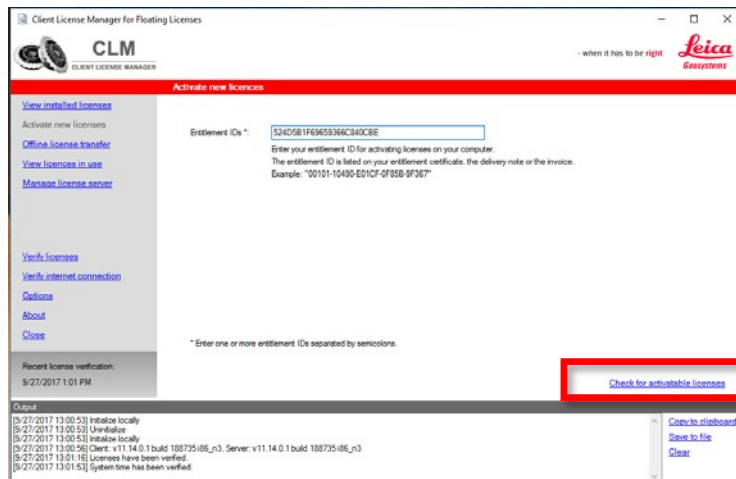 Client License Manager for Floating Licenses
CLM
CLIENT LICENSE MANAGER
- when it has to be right
Leica
Geosystems
Activate new licences
View installed licenses
Activate new licenses
Offline license transfer
View licences in use
Manage license server
Entitlement IDs *:
524D5B1F69659366C840CBE
Enter your entitlement ID for activating licenses on your computer.
The entitlement ID is listed on your entitlement certificate, the delivery note or the invoice.
Example: "00101-10490-E01CF-0F85B-9F367"
Verify licenses
Verify internet connection
Options
About
Close
* Enter one or more entitlement IDs separated by semicolons.
Recent license verification:
9/27/2017 1:01 PM
Check for activatable licenses
Output
[9/27/2017 13:00:53] Initialize locally
[9/27/2017 13:00:53] Uninitialize
[9/27/2017 13:00:53] Initialize locally
[9/27/2017 13:00:56] Client: v11.14.0.1 build 188735 i86_n3, Server: v11.14.0.1 build 188735 i86_n3
[9/27/2017 13:01:16] Licenses have been verified.
[9/27/2017 13:01:53] System time has been verified.
Copy to clipboard
Save to file
Clear